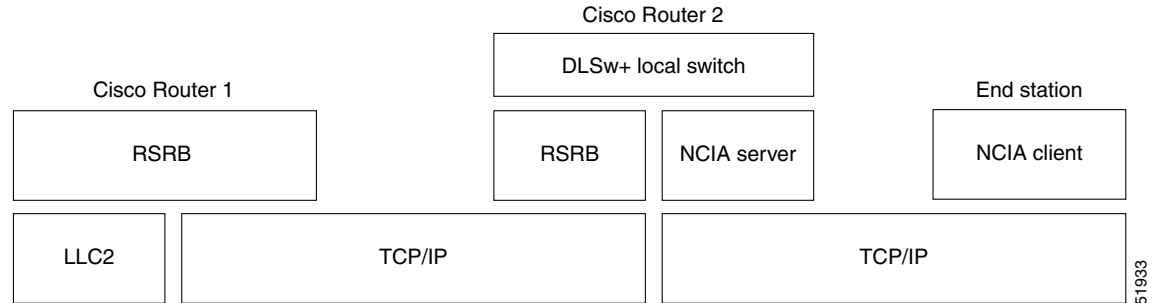 Cisco Router 2
DLSw+ local switch
Cisco Router 1
End station
RSRB
RSRB
NCIA server
NCIA client
LLC2
TCP/IP
TCP/IP
51933